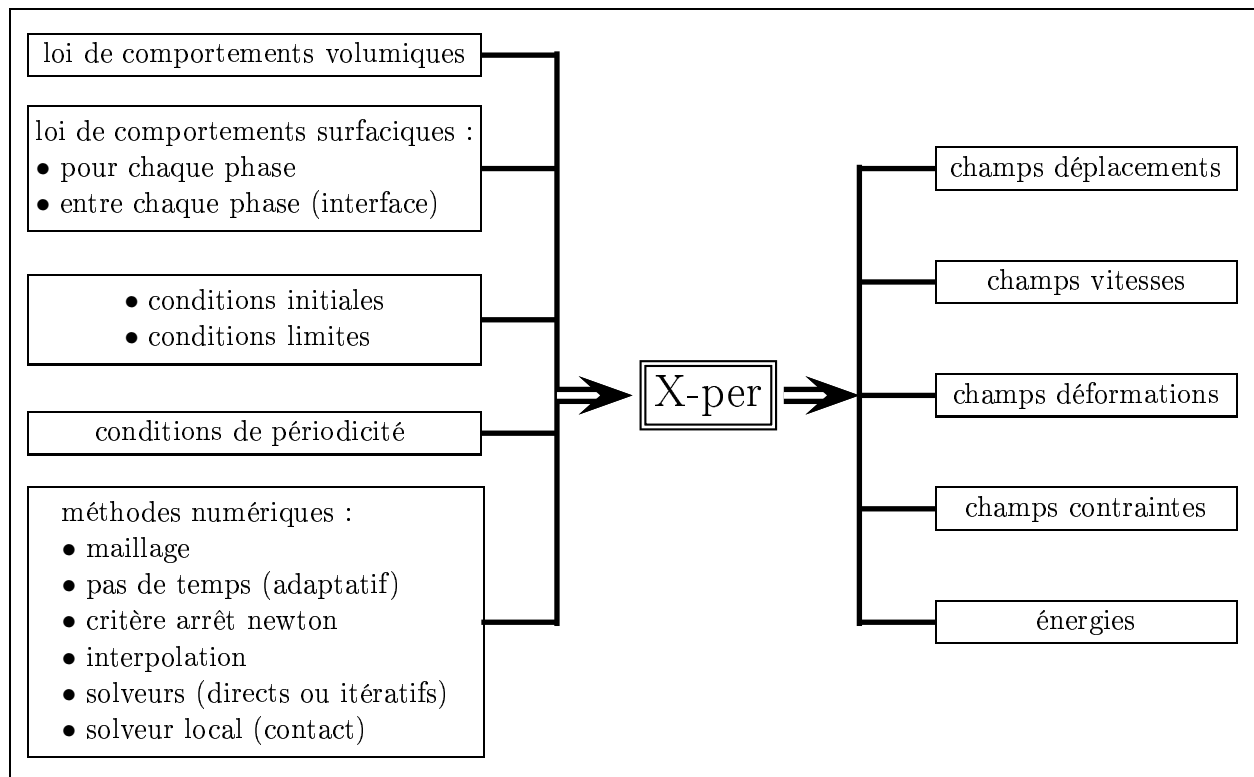 loi de comportements volumiques
loi de comportements surfaciques :
• pour chaque phase
• entre chaque phase (interface)
• conditions initiales
• conditions limites
conditions de périodicité
méthodes numériques :
• maillage
• pas de temps (adaptatif)
• critère arrêt newton
• interpolation
• solveurs (directs ou itératifs)
• solveur local (contact)
X-per
champs déplacements
champs vitesses
champs déformations
champs contraintes
énergies